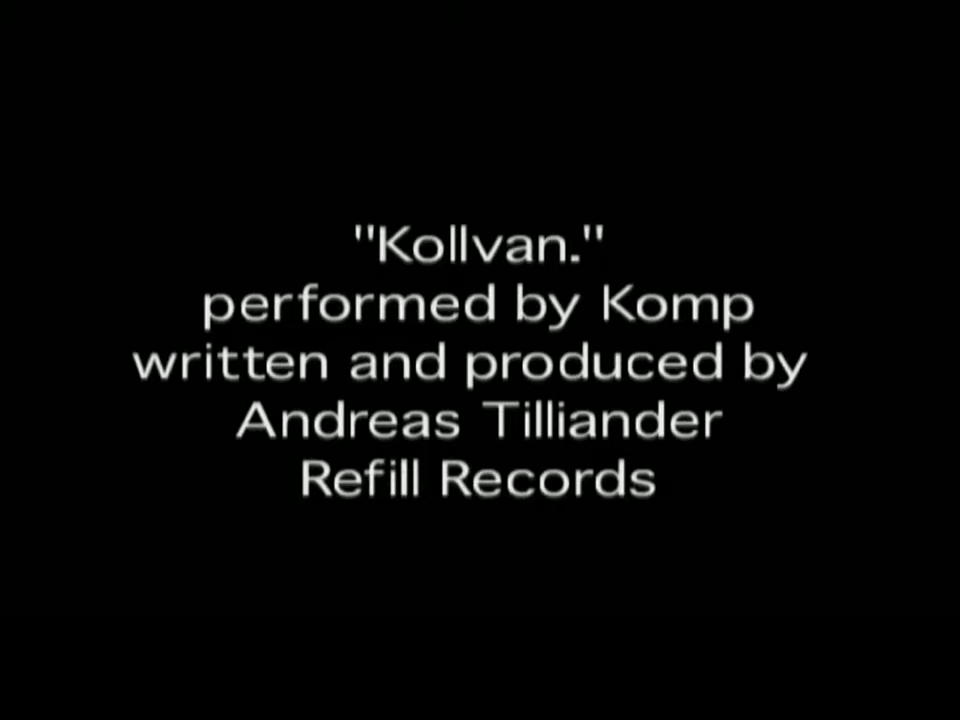 "Kollvan."
performed by Komp
written and produced by
Andreas Tilliander
Refill Records